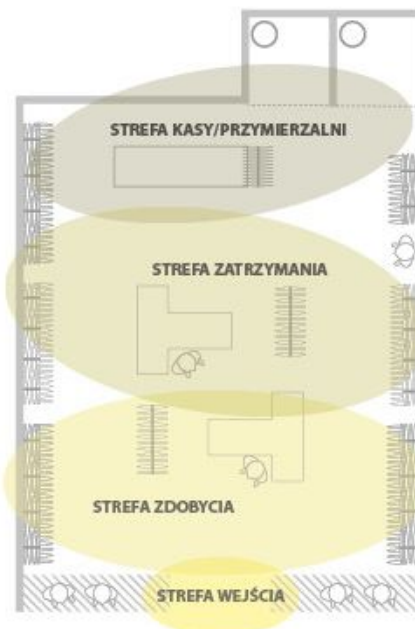 STREFA KASY/PRZYMIERZALNI
STREFA ZATRZYMANIA
STREFA ZDOBYCIA
STREFA WEJŚCIA